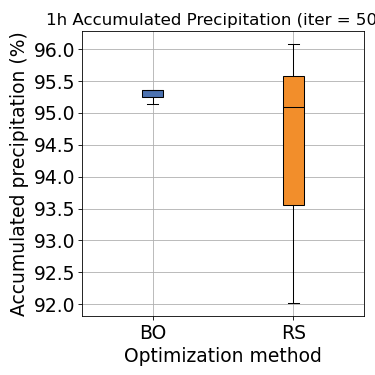 1h Accumulated Precipitation (iter = 50
Accumulated precipitation (%)
96.0
95.5
95.0
94.5
94.0
93.5
93.0
92.5
92.0
BO
RS
Optimization method